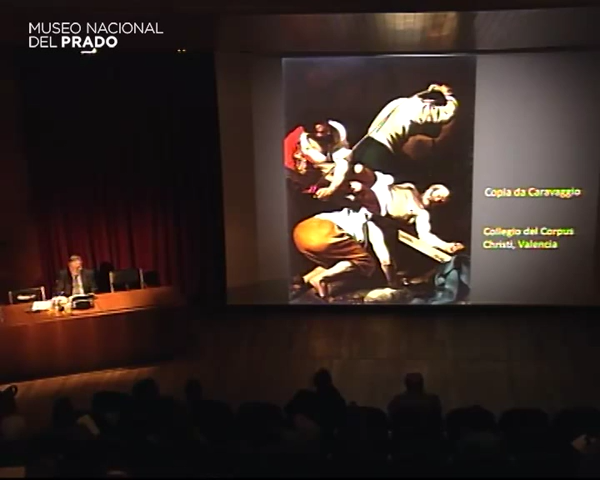 MUSEO NACIONAL
DEL PRADO
Copia da Caravaggio
Collegio del Corpus
Christi, Valencia